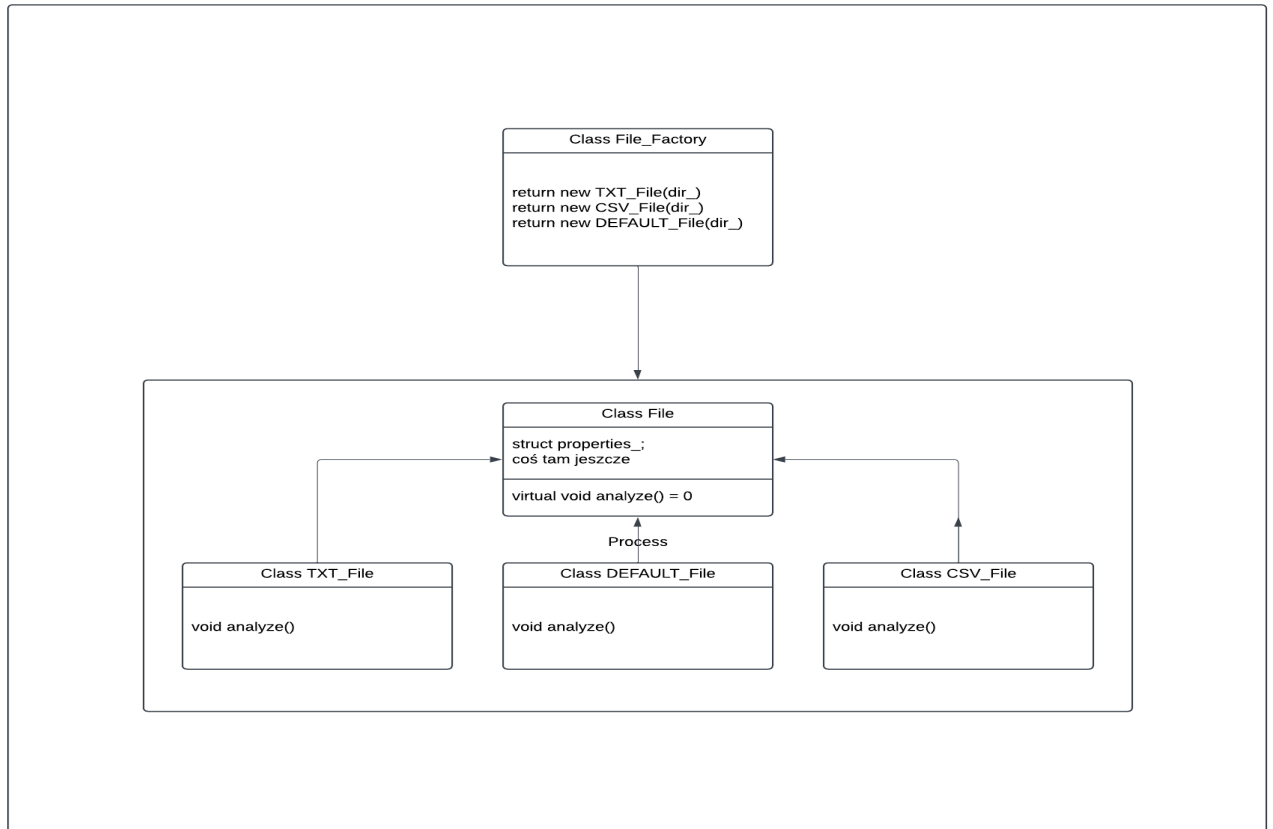 Class File_Factory
return new TXT_File(dir_)
return new CSV_File(dir_)
return new DEFAULT_File(dir_)
Class File
struct properties_;
coś tam jeszcze
virtual void analyze() = 0
Process
Class TXT_File
void analyze()
Class DEFAULT_File
void analyze()
Class CSV_File
void analyze()